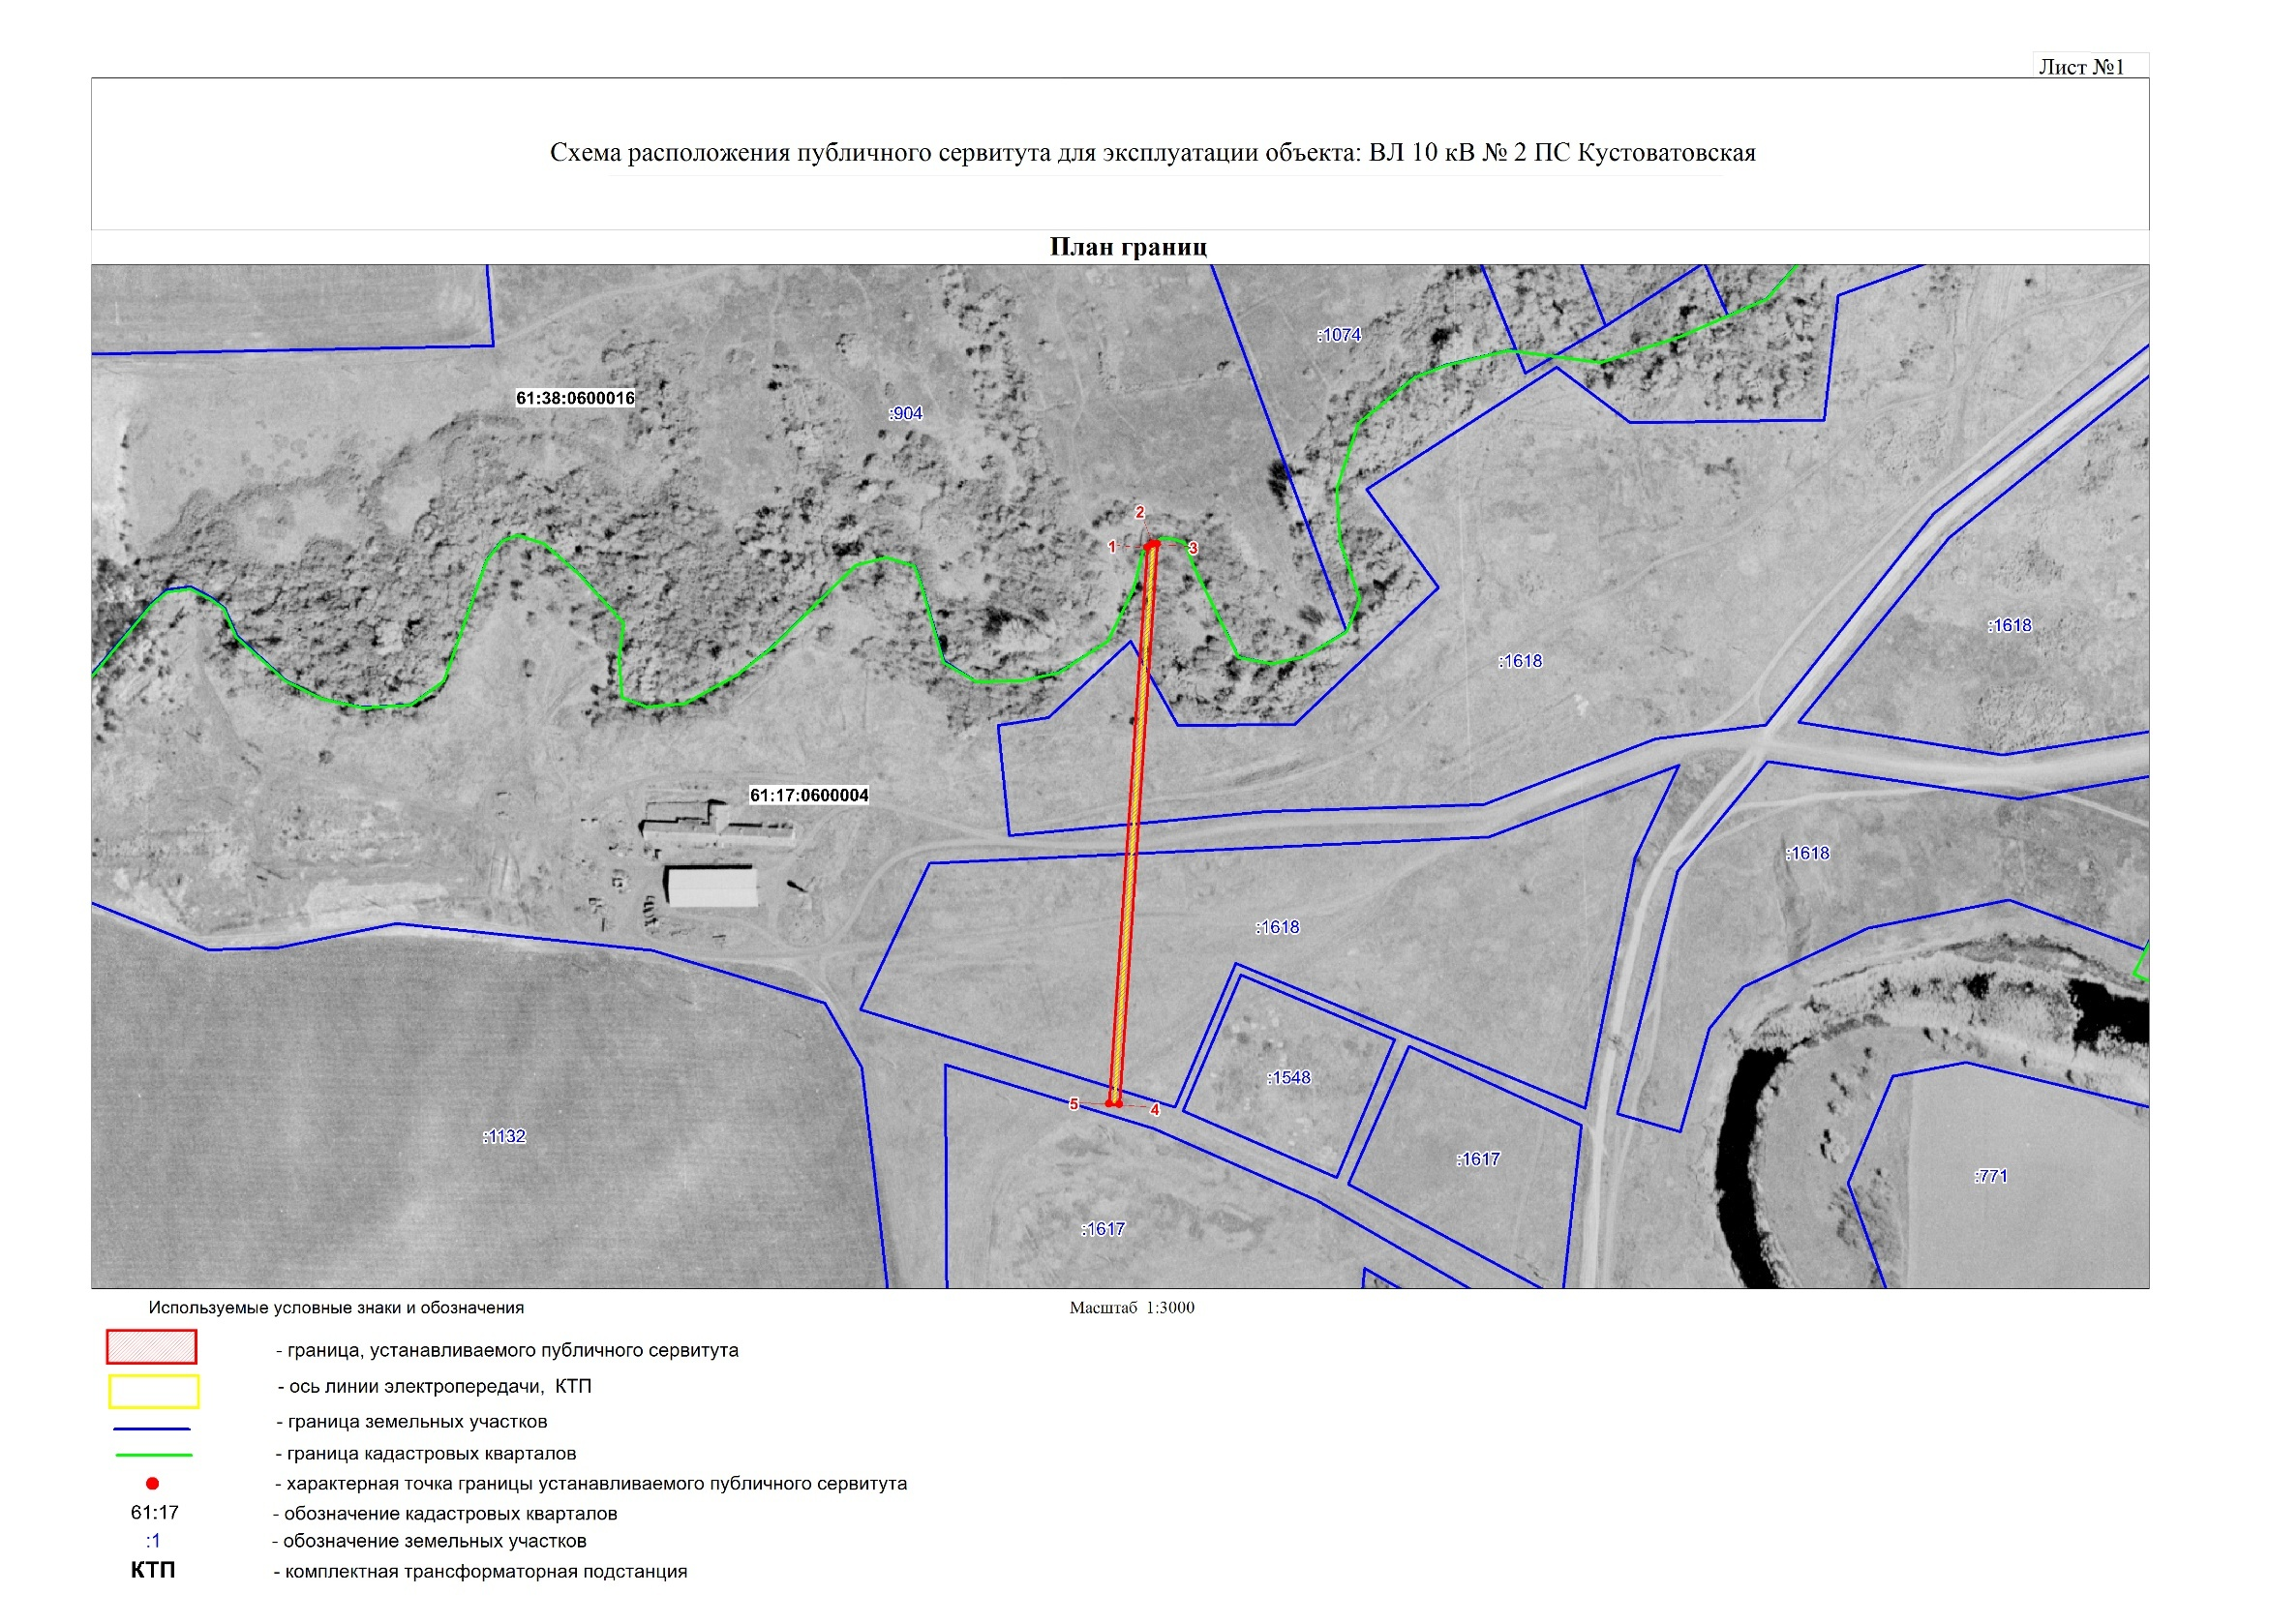 Лист №1
Схема расположения публичного сервитута для эксплуатации объекта: ВЛ 10 кВ № 2 ПС Кустоватовская
План границ
:1074
61:38:0600016
:904
2
1
3
:1618
:1618
61:17:0600004
:1618
:1618
:1548
5
4
:1132
:1617
:771
:1617
Используемые условные знаки и обозначения
Масштаб 1:3000
- граница, устанавливаемого публичного сервитута
- ось линии электропередачи, КТП
- граница земельных участков
- граница кадастровых кварталов
- характерная точка границы устанавливаемого публичного сервитута
61:17 - обозначение кадастровых кварталов
:1 - обозначение земельных участков
КТП - комплектная трансформаторная подстанция